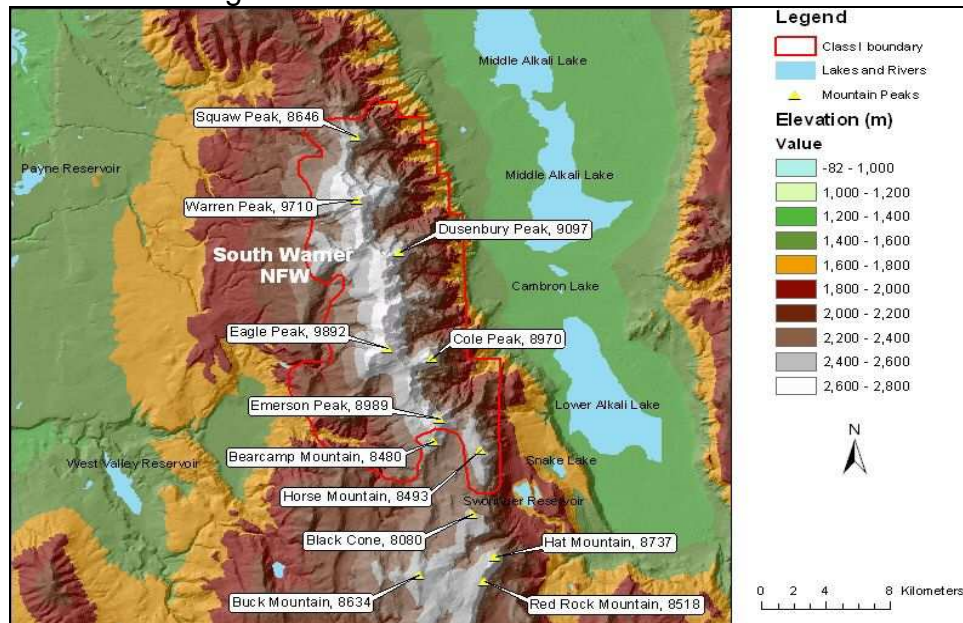 Middle Alkali Lake
Squaw Peak, 8646
Payne Reservoir
Middle Alkali Lake
Warren Peak, 9710
Dusenbury Peak, 9097
South Warner
NFW
Cambron Lake
Eagle Peak, 9892
Cole Peak, 8970
Lower Alkali Lake
Emerson Peak, 8989
Bearcamp Mountain, 8480
West Valley Reservoir
Snake Lake
Horse Mountain, 8493
Reservoir
Black Cone, 8080
Hat Mountain, 8737
Buck Mountain, 8634
Red Rock Mountain, 8518
Legend
Class I boundary
Lakes and Rivers
Mountain Peaks
Elevation (m)
Value
-82 - 1,000
1,000 - 1,200
1,200 - 1,400
1,400 - 1,600
1,600 - 1,800
1,800 - 2,000
2,000 - 2,200
2,200 - 2,400
2,400 - 2,600
2,600 - 2,800
N
0 2 4 8 Kilometers